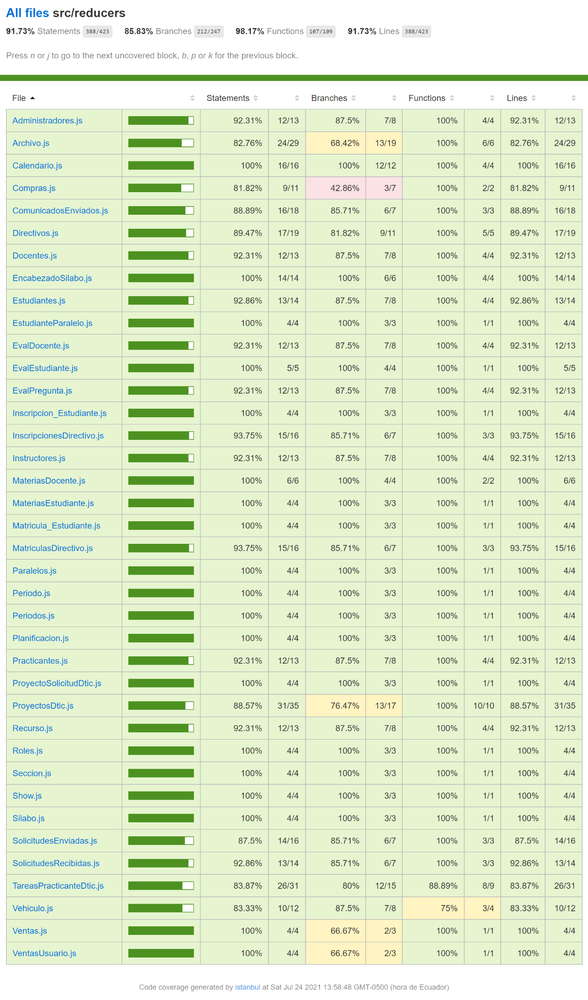 All files src/reducers
91.73% Statements 388/423 85.83% Branches 212/247 98.17% Functions 107/109 91.73% Lines 388/423
Press n or j to go to the next uncovered block, b, p or k for the previous block.
File Statements Branches Functions Lines
Administradores.js 92.31% 12/13 87.5% 7/8 100% 4/4 92.31% 12/13
Archivo.js 82.76% 24/29 68.42% 13/19 100% 6/6 82.76% 24/29
Calendario.js 100% 16/16 100% 12/12 100% 4/4 100% 16/16
Compras.js 81.82% 9/11 42.86% 3/7 100% 2/2 81.82% 9/11
ComunicadosEnviados.js 88.89% 16/18 85.71% 6/7 100% 3/3 88.89% 16/18
Directivos.js 89.47% 17/19 81.82% 9/11 100% 5/5 89.47% 17/19
Docentes.js 92.31% 12/13 87.5% 7/8 100% 4/4 92.31% 12/13
EncabezadoSilabo.js 100% 14/14 100% 6/6 100% 4/4 100% 14/14
Estudiantes.js 92.86% 13/14 87.5% 7/8 100% 4/4 92.86% 13/14
EstudianteParalelo.js 100% 4/4 100% 3/3 100% 1/1 100% 4/4
EvalDocente.js 92.31% 12/13 87.5% 7/8 100% 4/4 92.31% 12/13
EvalEstudiante.js 100% 5/5 100% 4/4 100% 1/1 100% 5/5
EvalPregunta.js 92.31% 12/13 87.5% 7/8 100% 4/4 92.31% 12/13
Inscripcion_Estudiante.js 100% 4/4 100% 3/3 100% 1/1 100% 4/4
InscripcionesDirectivo.js 93.75% 15/16 85.71% 6/7 100% 3/3 93.75% 15/16
Instructores.js 92.31% 12/13 87.5% 7/8 100% 4/4 92.31% 12/13
MateriasDocente.js 100% 6/6 100% 4/4 100% 2/2 100% 6/6
MateriasEstudiante.js 100% 4/4 100% 3/3 100% 1/1 100% 4/4
Matricula_Estudiante.js 100% 4/4 100% 3/3 100% 1/1 100% 4/4
MatriculasDirectivo.js 93.75% 15/16 85.71% 6/7 100% 3/3 93.75% 15/16
Paralelos.js 100% 4/4 100% 3/3 100% 1/1 100% 4/4
Periodo.js 100% 4/4 100% 3/3 100% 1/1 100% 4/4
Periodos.js 100% 4/4 100% 3/3 100% 1/1 100% 4/4
Planificacion.js 100% 4/4 100% 3/3 100% 1/1 100% 4/4
Practicantes.js 92.31% 12/13 87.5% 7/8 100% 4/4 92.31% 12/13
ProyectoSolicitudDtic.js 100% 4/4 100% 3/3 100% 1/1 100% 4/4
ProyectosDtic.js 88.57% 31/35 76.47% 13/17 100% 10/10 88.57% 31/35
Recurso.js 92.31% 12/13 87.5% 7/8 100% 4/4 92.31% 12/13
Roles.js 100% 4/4 100% 3/3 100% 1/1 100% 4/4
Seccion.js 100% 4/4 100% 3/3 100% 1/1 100% 4/4
Show.js 100% 4/4 100% 3/3 100% 1/1 100% 4/4
Silabo.js 100% 4/4 100% 3/3 100% 1/1 100% 4/4
SolicitudesEnviadas.js 87.5% 14/16 85.71% 6/7 100% 3/3 87.5% 14/16
SolicitudesRecibidas.js 92.86% 13/14 85.71% 6/7 100% 3/3 92.86% 13/14
TareasPracticanteDtic.js 83.87% 26/31 80% 12/15 88.89% 8/9 83.87% 26/31
Vehiculo.js 83.33% 10/12 87.5% 7/8 75% 3/4 83.33% 10/12
Ventas.js 100% 4/4 66.67% 2/3 100% 1/1 100% 4/4
VentasUsuario.js 100% 4/4 66.67% 2/3 100% 1/1 100% 4/4
Code coverage generated by istanbul at Sat Jul 24 2021 13:58:48 GMT-0500 (hora de Ecuador)